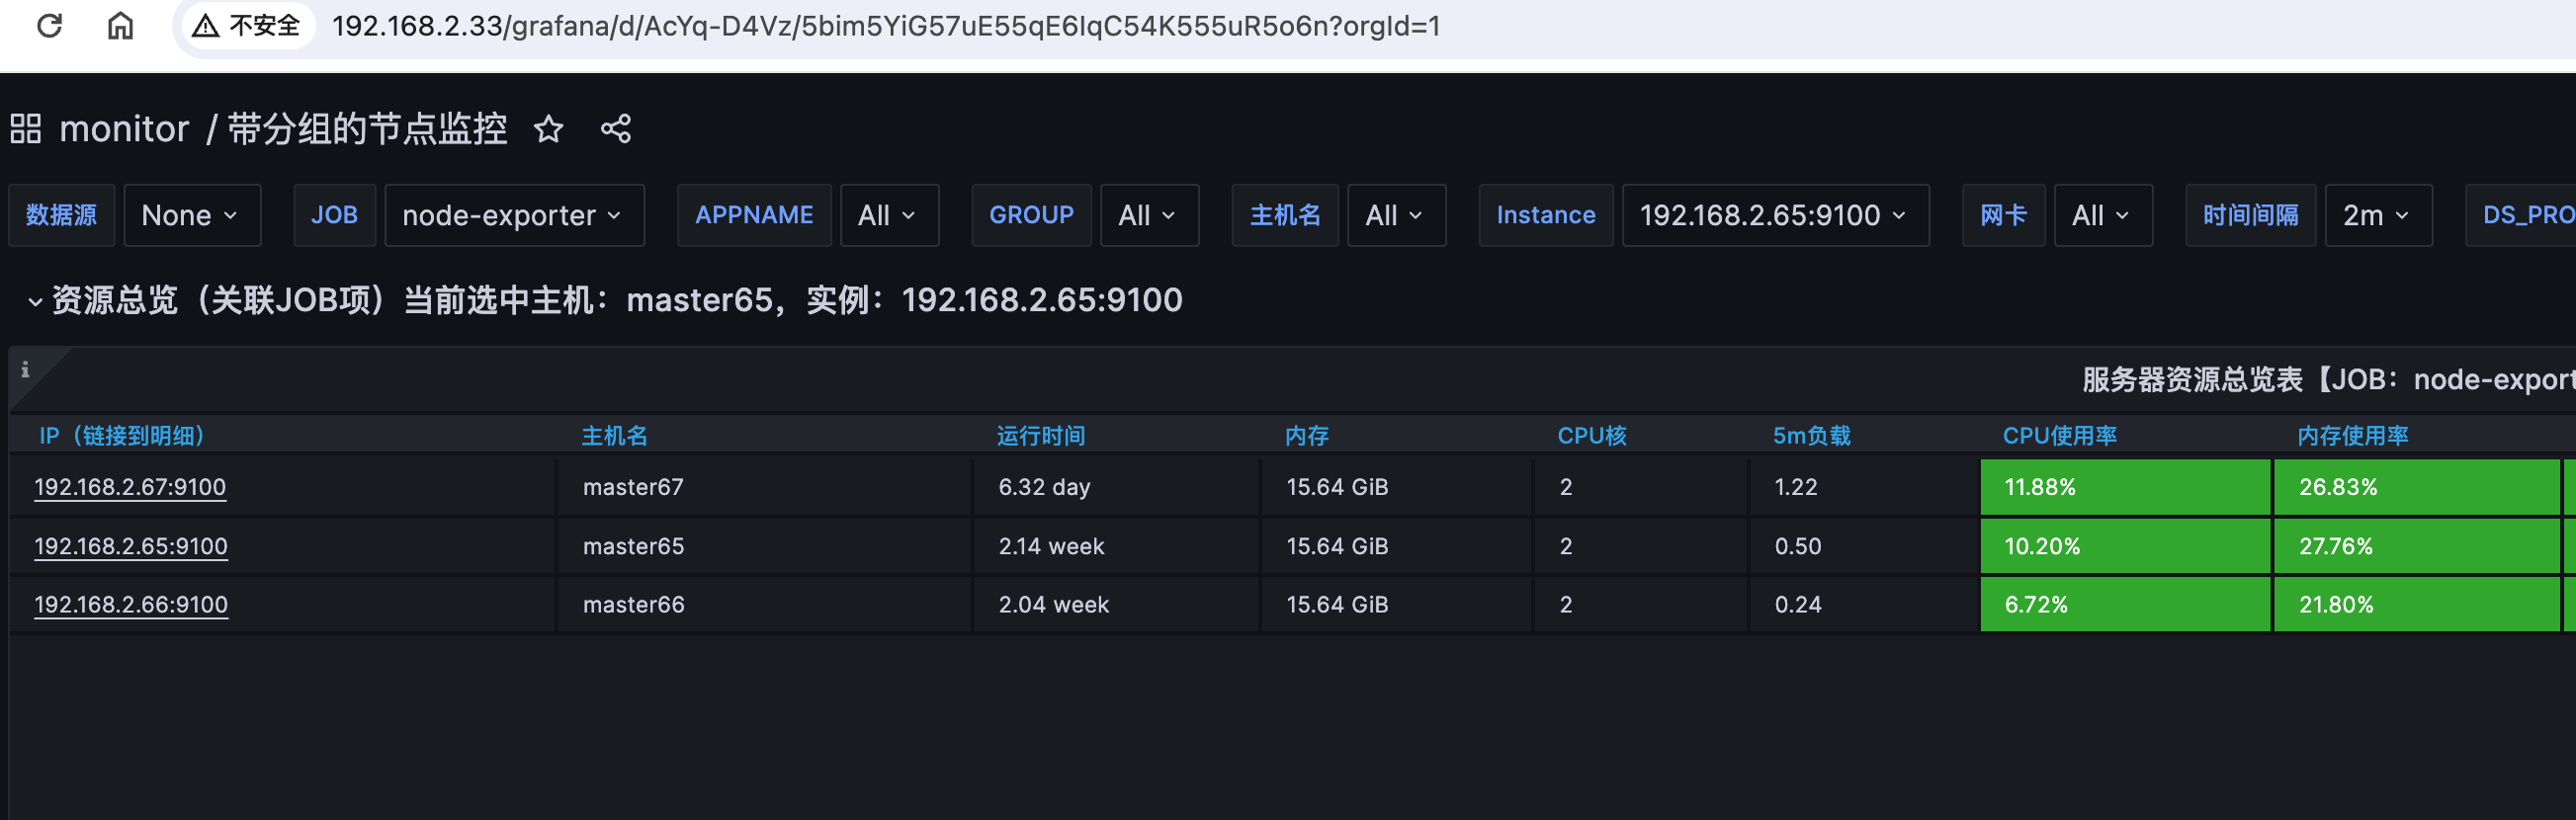 不安全 192.168.2.33/grafana/d/AcYq-D4Vz/5bim5YiG57uE55qE6IqC54K555uR5o6n?orgId=1
monitor / 带分组的节点监控
数据源 None JOB node-exporter APPNAME All GROUP All 主机名 All Instance 192.168.2.65:9100 网卡 All 时间间隔 2m DS_PRO
资源总览（关联JOB项）当前选中主机：master65，实例：192.168.2.65:9100
服务器资源总览表【JOB：node-export
IP（链接到明细） 主机名 运行时间 内存 CPU核 5m负载 CPU使用率 内存使用率
192.168.2.67:9100 master67 6.32 day 15.64 GiB 2 1.22 11.88% 26.83%
192.168.2.65:9100 master65 2.14 week 15.64 GiB 2 0.50 10.20% 27.76%
192.168.2.66:9100 master66 2.04 week 15.64 GiB 2 0.24 6.72% 21.80%